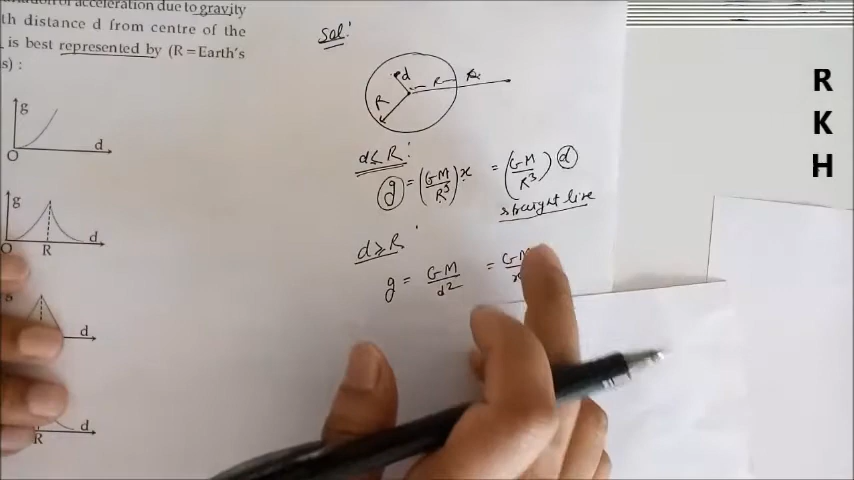 of acceleration due to gravity
th distance d from centre of the
is best represented by (R = Earth's
s) :
g
O
d
g
O
R
d
d
R
d
Sol:
d
R
R
d ≤ R :
g = (GM/R³) x = (GM/R³) d
straight line
d ≥ R :
g = GM/d² = GM
R
K
H